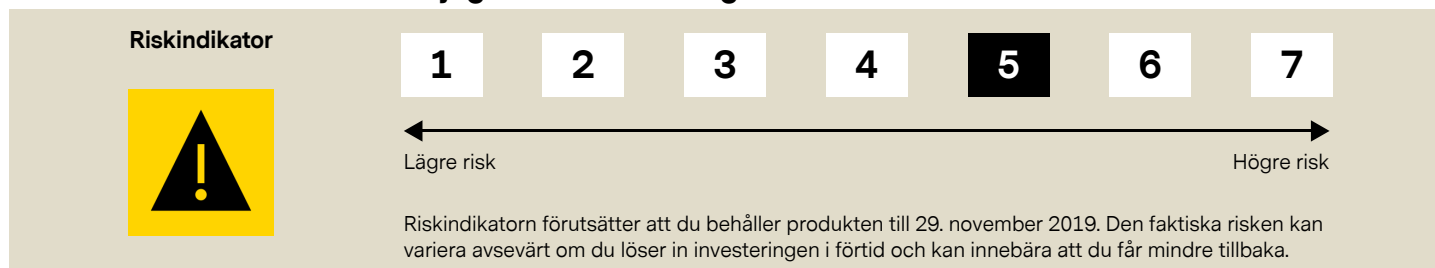 Riskindikator
1 2 3 4 5 6 7
Lägre risk Högre risk
Riskindikatorn förutsätter att du behåller produkten till 29. november 2019. Den faktiska risken kan
variera avsevärt om du löser in investeringen i förtid och kan innebära att du får mindre tillbaka.